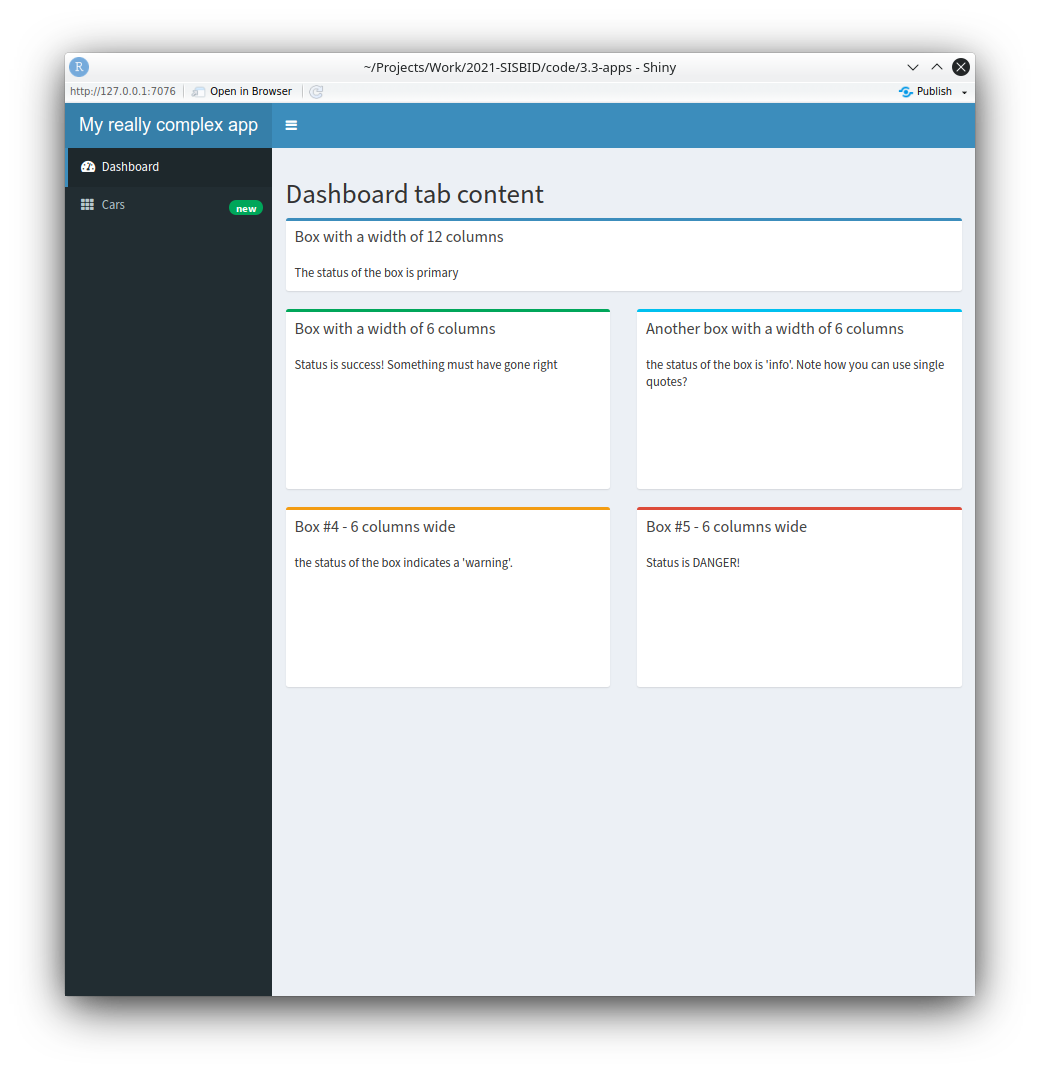 R
~/Projects/Work/2021-SISBID/code/3.3-apps - Shiny
http://127.0.0.1:7076
Open in Browser
Publish
My really complex app
Dashboard
Cars
new
Dashboard tab content
Box with a width of 12 columns
The status of the box is primary
Box with a width of 6 columns
Status is success! Something must have gone right
Another box with a width of 6 columns
the status of the box is 'info'. Note how you can use single
quotes?
Box #4 - 6 columns wide
the status of the box indicates a 'warning'.
Box #5 - 6 columns wide
Status is DANGER!